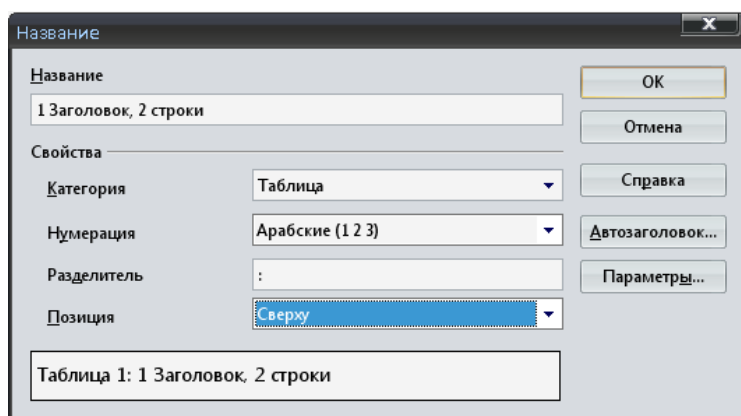 Название
Название
1 Заголовок, 2 строки
Свойства
Категория Таблица
Нумерация Арабские (1 2 3)
Разделитель :
Позиция Сверху
Таблица 1: 1 Заголовок, 2 строки
OK
Отмена
Справка
Автозаголовок...
Параметры...